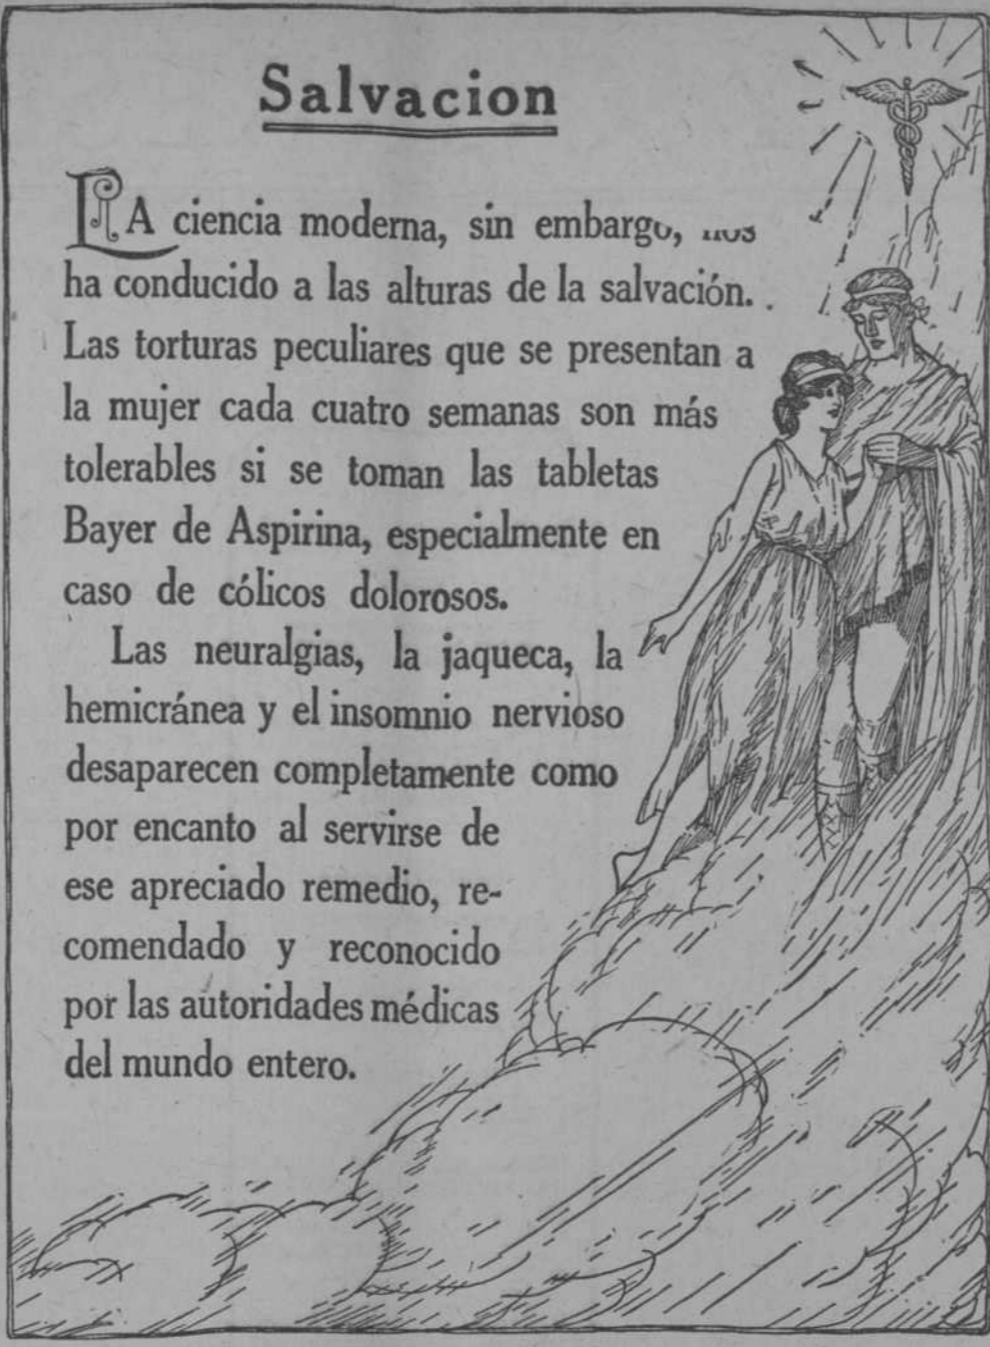 Salvacion
LA ciencia moderna, sin embargo, nos
ha conducido a las alturas de la salvación.
Las torturas peculiares que se presentan a
la mujer cada cuatro semanas son más
tolerables si se toman las tabletas
Bayer de Aspirina, especialmente en
caso de cólicos dolorosos.
Las neuralgias, la jaqueca, la
hemicránea y el insomnio nervioso
desaparecen completamente como
por encanto al servirse de
ese apreciado remedio, re-
comendado y reconocido
por las autoridades médicas
del mundo entero.